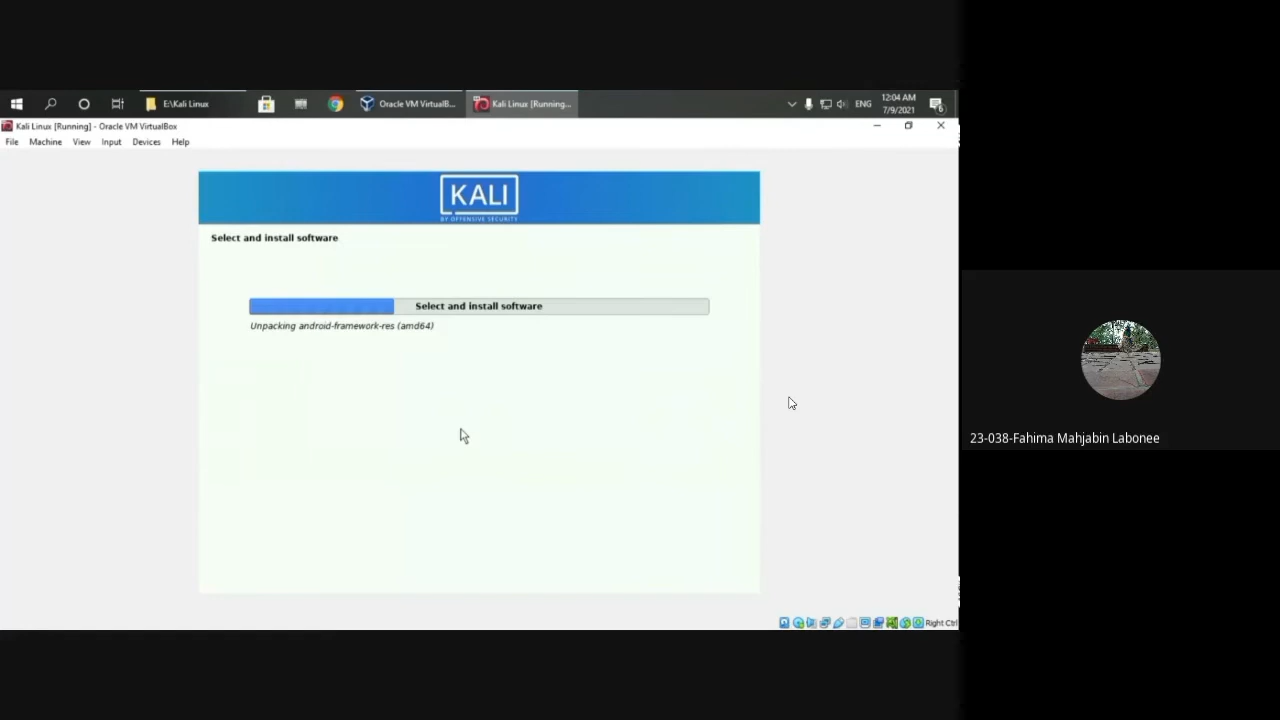 E:\Kali Linux
Oracle VM VirtualB...
Kali Linux [Running...
ENG
12:04 AM
7/9/2021
6
Kali Linux [Running] - Oracle VM VirtualBox
File Machine View Input Devices Help
KALI
BY OFFENSIVE SECURITY
Select and install software
Select and install software
Unpacking android-framework-res (amd64)
23-038-Fahima Mahjabin Labonee
Right Ctrl